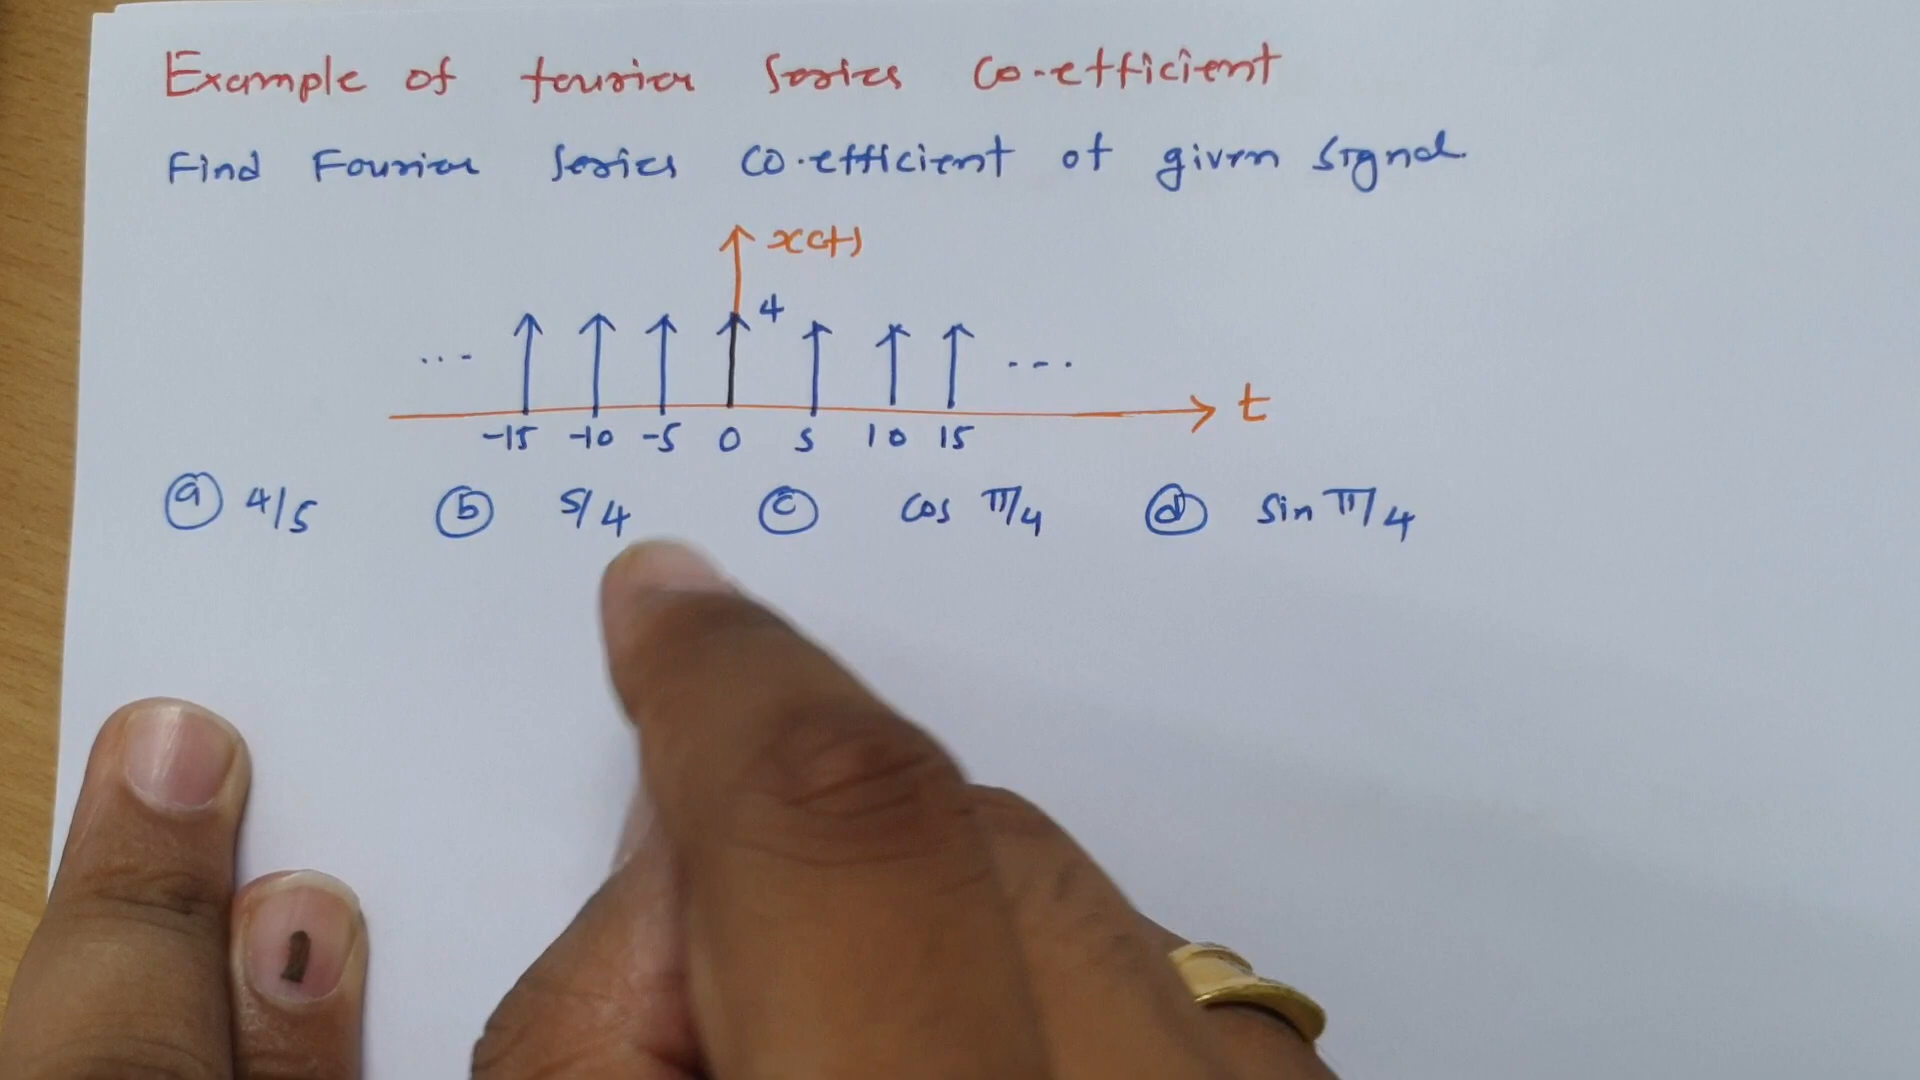 Example of fourier Series Co-efficient
Find Fourier Series Co-efficient of given Signal.
x(t)
4
... ...
t
-15 -10 -5 0 5 10 15
(a) 4/5 (b) 5/4 (c) cos π/4 (d) sin π/4